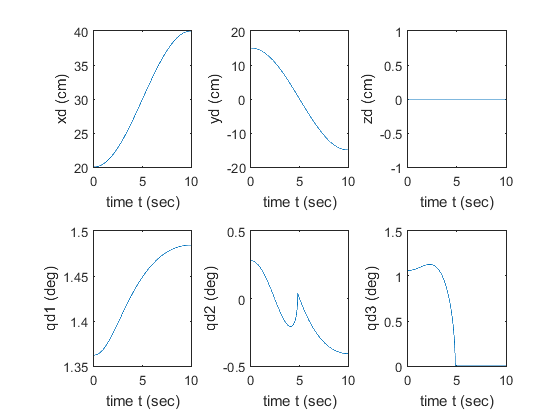 40
35
30
25
20
xd (cm)
0 5 10
time t (sec)
20
10
0
-10
-20
yd (cm)
0 5 10
time t (sec)
1
0.5
0
-0.5
-1
zd (cm)
0 5 10
time t (sec)
1.5
1.45
1.4
1.35
qd1 (deg)
0 5 10
time t (sec)
0.5
0
-0.5
qd2 (deg)
0 5 10
time t (sec)
1.5
1
0.5
0
qd3 (deg)
0 5 10
time t (sec)